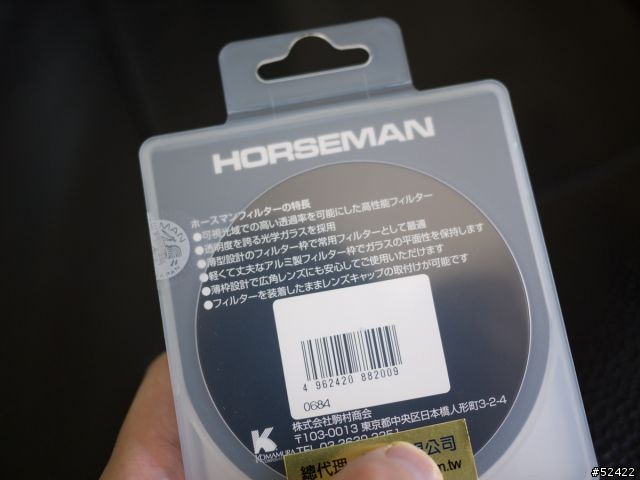 HORSEMAN
ホースマンフィルターの特長
●可視光域での高い透過率を可能にした高性能フィルター
●透明度を誇る光学ガラスを採用
●薄型設計のフィルター枠で常用フィルターとして最適
●軽くて丈夫なアルミ製フィルター枠でガラスの平面性を保持します
●薄枠設計で広角レンズにも安心してご使用いただけます
●フィルターを装着したままレンズキャップの取付けが可能です
4 962420 882009
0684
株式会社駒村商会
〒103-0013 東京都中央区日本橋人形町3-2-4
TEL 03-3639-3351
K
KOMAMURA
總代理 公司
.tw
#52422